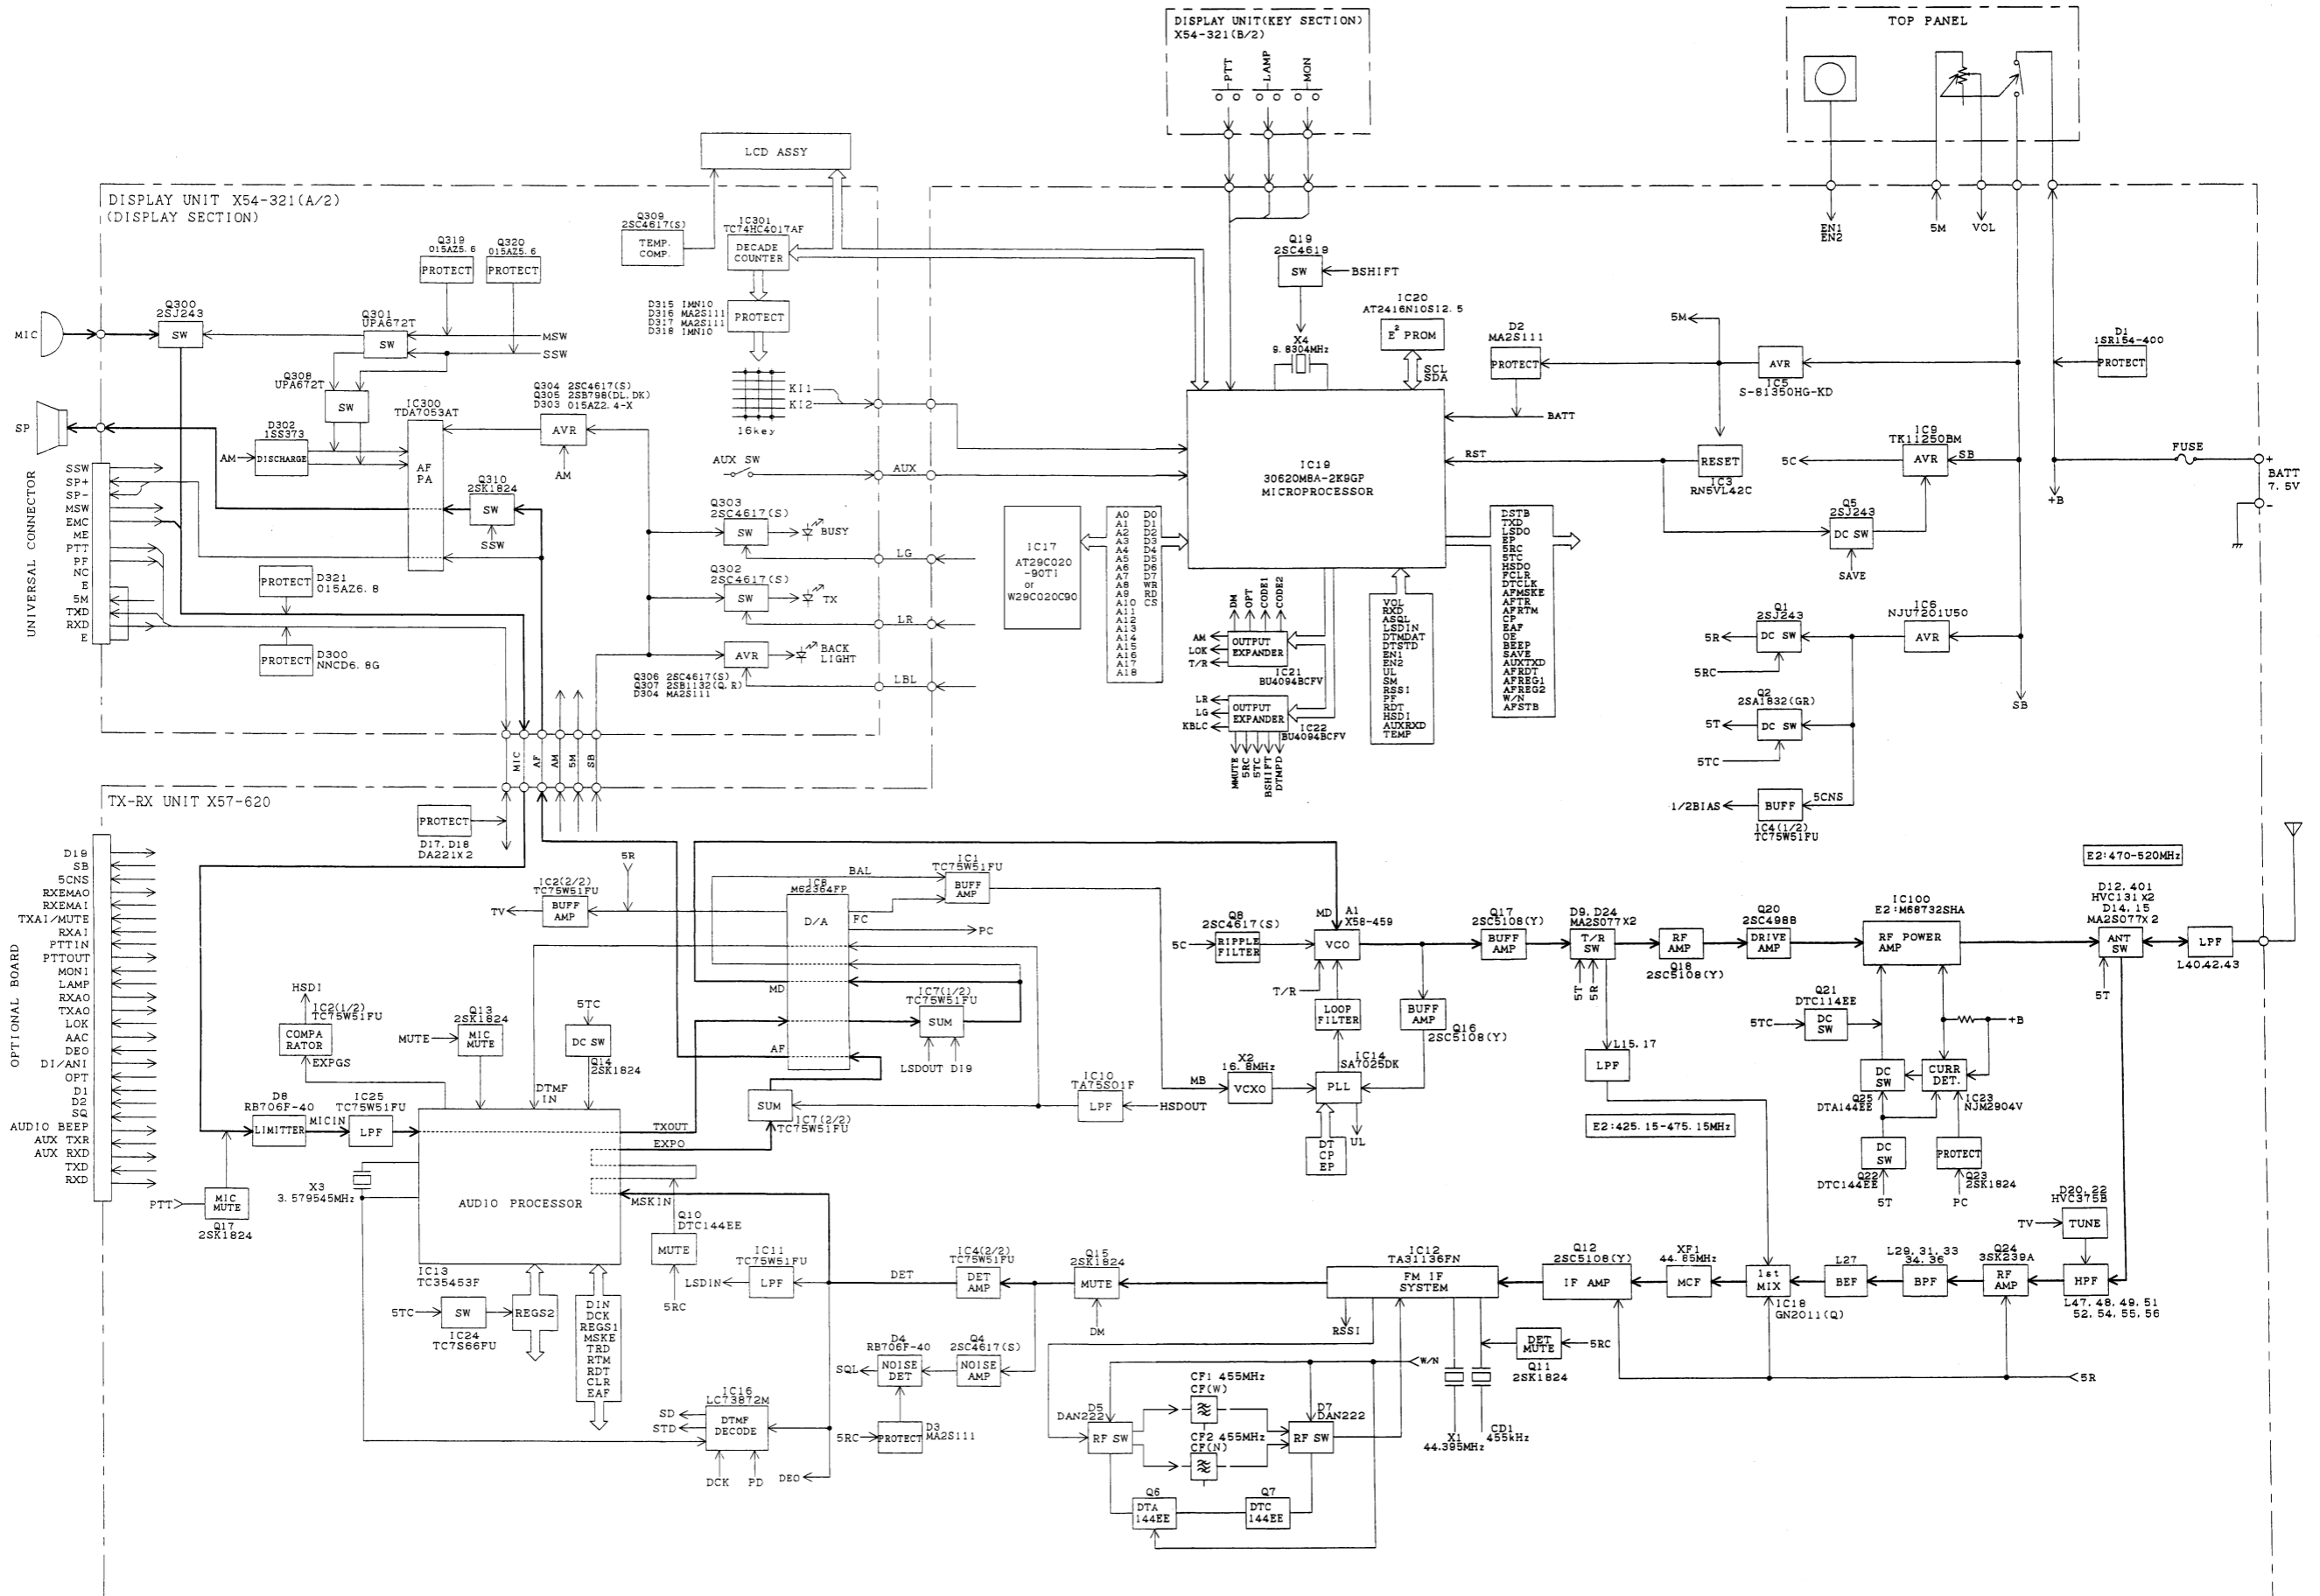 DISPLAY UNIT(KEY SECTION)
X54-321(B/2)
PTT
LAMP
MON
TOP PANEL
EN1
EN2
5M
VOL
LCD ASSY
DISPLAY UNIT X54-321(A/2)
(DISPLAY SECTION)
Q309
2SC4617(S)
TEMP.
COMP.
IC301
TC74HC4017AF
DECADE
COUNTER
Q319
015AZ5.6
PROTECT
Q320
015AZ5.6
PROTECT
D315 IMN10
D316 MA2S111
D317 MA2S111
D318 IMN10
PROTECT
MIC
Q300
2SJ243
SW
Q301
UPA672T
SW
MSW
SSW
Q308
UPA672T
SW
Q304 2SC4617(S)
Q305 2SB798(DL.DK)
D303 015AZ2.4-X
AVR
AM
KI1
KI2
16key
SP
D302
1SS373
AM
DISCHARGE
IC300
TDA7053AT
AF
PA
Q310
2SK1824
SW
SSW
AUX SW
AUX
Q303
2SC4617(S)
SW
BUSY
LG
Q302
2SC4617(S)
SW
TX
LR
AVR
BACK
LIGHT
Q306 2SC4617(S)
Q307 2SB1132(Q.R)
D304 MA2S111
LBL
UNIVERSAL CONNECTOR
SSW
SP+
SP-
MSW
EMC
ME
PTT
PF
NC
E
5M
TXD
RXD
E
PROTECT
D321
015AZ6.8
PROTECT
D300
NNCD6.8G
MIC
AF
AM
5M
SB
Q19
2SC4619
SW
BSHIFT
X4
9.8304MHz
IC20
AT2416N10S12.5
E2 PROM
SCL
SDA
D2
MA2S111
PROTECT
BATT
5M
AVR
IC5
S-81350HG-KD
D1
1SR154-400
PROTECT
IC19
30620M8A-2K9GP
MICROPROCESSOR
RST
RESET
IC3
RN5VL42C
IC9
TK11250BM
5C
AVR
SB
Q5
2SJ243
DC SW
SAVE
+B
FUSE
+
BATT
7.5V
-
IC17
AT29C020
-90TI
or
W29C020C90
A0 D0
A1 D1
A2 D2
A3 D3
A4 D4
A5 D5
A6 D6
A7 D7
A8 WR
A9 RD
A10 CS
A11
A12
A13
A14
A15
A16
A17
A18
DM
OPT
CODE1
CODE2
AM
LOK
T/R
OUTPUT
EXPANDER
IC21
BU4094BCFV
LR
LG
KBLC
OUTPUT
EXPANDER
IC22
BU4094BCFV
MMUTE
5RC
5TC
BSHIFT
DTMPD
VOL
RXD
ASQL
LSDIN
DTMDAT
DTSTD
EN1
EN2
UL
SM
RSSI
PF
RDT
HSDI
AUXRXD
TEMP
DSTB
TXD
LSDO
EP
5RC
5TC
HSDO
FCLR
DTCLK
AFMSKE
AFTR
AFRTM
CP
EAF
OE
BEEP
SAVE
AUXTXD
AFRDT
AFREG1
AFREG2
W/N
AFSTB
Q1
2SJ243
5R
DC SW
5RC
IC6
NJU7201U50
AVR
Q2
2SA1832(GR)
5T
DC SW
5TC
SB
1/2BIAS
BUFF
5CNS
IC4(1/2)
TC75W51FU
TX-RX UNIT X57-620
PROTECT
D17,D18
DA221X2
OPTIONAL BOARD
D19
SB
5CNS
RXEMAO
RXEMAI
TXAI/MUTE
RXAI
PTTIN
PTTOUT
MONI
LAMP
RXAO
TXAO
LOK
AAC
DEO
DI/ANI
OPT
D1
D2
SQ
AUDIO BEEP
AUX TXR
AUX RXD
TXD
RXD
5R
IC2(2/2)
TC75W51FU
TV
BUFF
AMP
IC8
M62364FP
D/A
BAL
FC
PC
MD
AF
IC1
TC75W51FU
BUFF
AMP
IC7(1/2)
TC75W51FU
SUM
LSDOUT D19
HSDI
IC2(1/2)
TC75W51FU
COMPA
RATOR
EXPGS
Q13
2SK1824
MUTE
MIC
MUTE
5TC
DC SW
Q14
2SK1824
DTMF
IN
D8
RB706F-40
LIMITTER
MICIN
IC25
TC75W51FU
LPF
X3
3.579545MHz
PTT
MIC
MUTE
Q17
2SK1824
AUDIO PROCESSOR
IC13
TC35453F
TXOUT
EXPO
MSKIN
SUM
IC7(2/2)
TC75W51FU
IC10
TA75S01F
LPF
HSDOUT
MB
Q10
DTC144EE
MUTE
5RC
5TC
SW
IC24
TC7S66FU
REGS2
DIN
DCK
REGS1
MSKE
TRD
RTM
RDT
CLR
EAF
Q8
2SC4617(S)
5C
RIPPLE
FILTER
MD
A1
X58-459
VCO
T/R
LOOP
FILTER
IC14
SA7025DK
PLL
X2
16.8MHz
VCXO
DT
CP
EP
UL
BUFF
AMP
Q16
2SC5108(Y)
Q17
2SC5108(Y)
BUFF
AMP
D9,D24
MA2S077X2
T/R
SW
5T
5R
RF
AMP
Q18
2SC5108(Y)
Q20
2SC4988
DRIVE
AMP
IC100
E2:M68732SHA
RF POWER
AMP
E2:470-520MHz
D12,401
HVC131X2
D14,15
MA2S077X2
ANT
SW
5T
LPF
L40.42.43
L15.17
LPF
E2:425.15-475.15MHz
Q21
DTC114EE
5TC
DC
SW
+B
DC
SW
Q25
DTA144EE
CURR
DET.
IC23
NJM2904V
DC
SW
Q22
DTC144EE
5T
PROTECT
Q23
2SK1824
PC
D20,22
HVC375B
TV
TUNE
IC11
TC75W51FU
LSDIN
LPF
DET
IC4(2/2)
TC75W51FU
DET
AMP
Q15
2SK1824
MUTE
DM
IC12
TA31136FN
FM IF
SYSTEM
RSSI
Q12
2SC5108(Y)
IF AMP
XF1
44.85MHz
MCF
1st
MIX
IC18
GN2011(Q)
L27
BEF
L29,31,33
34,36
BPF
Q24
3SK239A
RF
AMP
HPF
L47,48,49,51
52,54,55,56
5R
D4
RB706F-40
SQL
NOISE
DET
Q4
2SC4617(S)
NOISE
AMP
5RC
PROTECT
D3
MA2S111
IC16
LC73872M
SD
STD
DTMF
DECODE
DCK
PD
DEO
W/N
DET
MUTE
5RC
Q11
2SK1824
D5
DAN222
RF SW
CF1 455MHz
CF(W)
CF2 455MHz
CF(N)
D7
DAN222
RF SW
X1
44.395MHz
CD1
455kHz
Q6
DTA
144EE
Q7
DTC
144EE